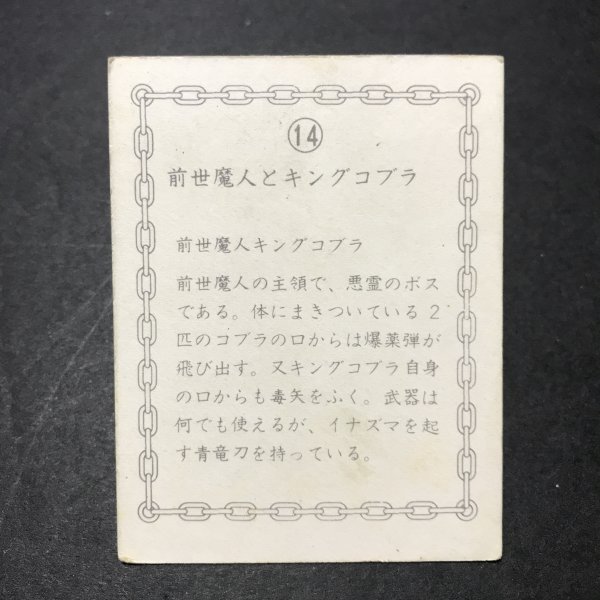 14
前世魔人とキングコブラ
前世魔人キングコブラ
前世魔人の主領で、悪霊のボス
である。体にまきついている2
匹のコブラの口からは爆薬弾が
飛び出す。又キングコブラ自身
の口からも毒矢をふく。武器は
何でも使えるが、イナズマを起
す青竜刀を持っている。